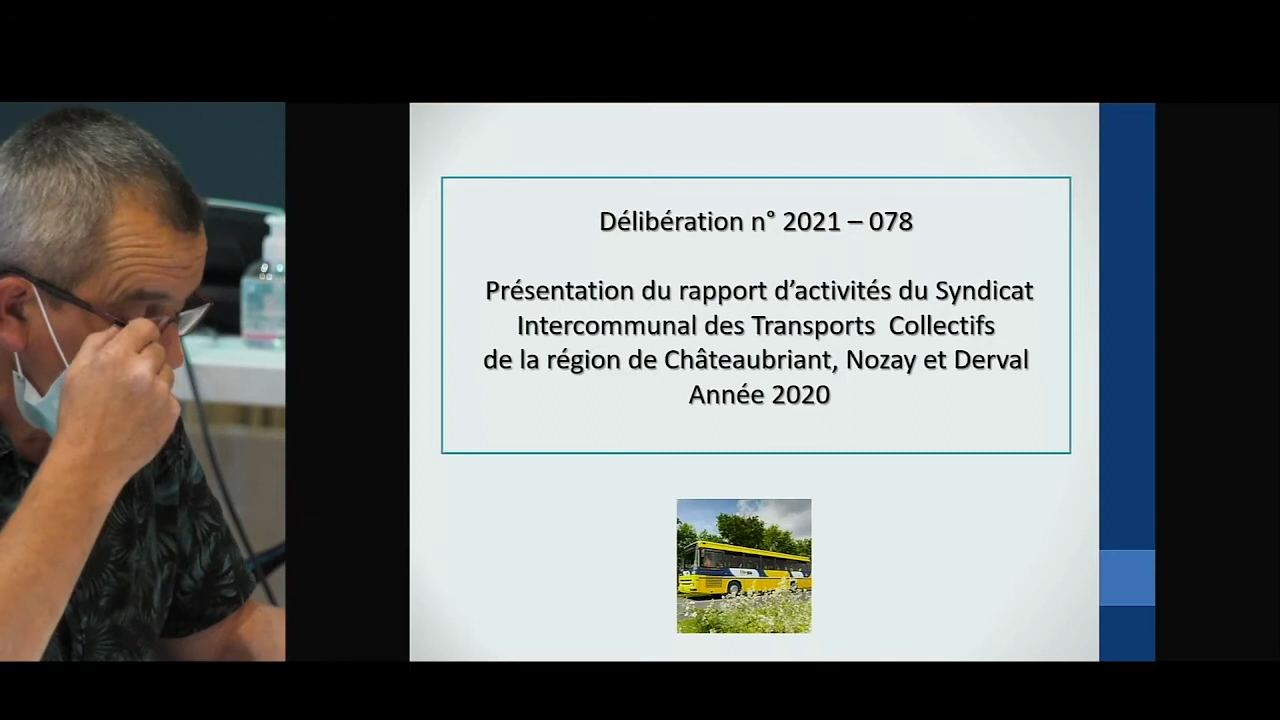 Délibération n° 2021 – 078
Présentation du rapport d’activités du Syndicat
Intercommunal des Transports Collectifs
de la région de Châteaubriant, Nozay et Derval
Année 2020